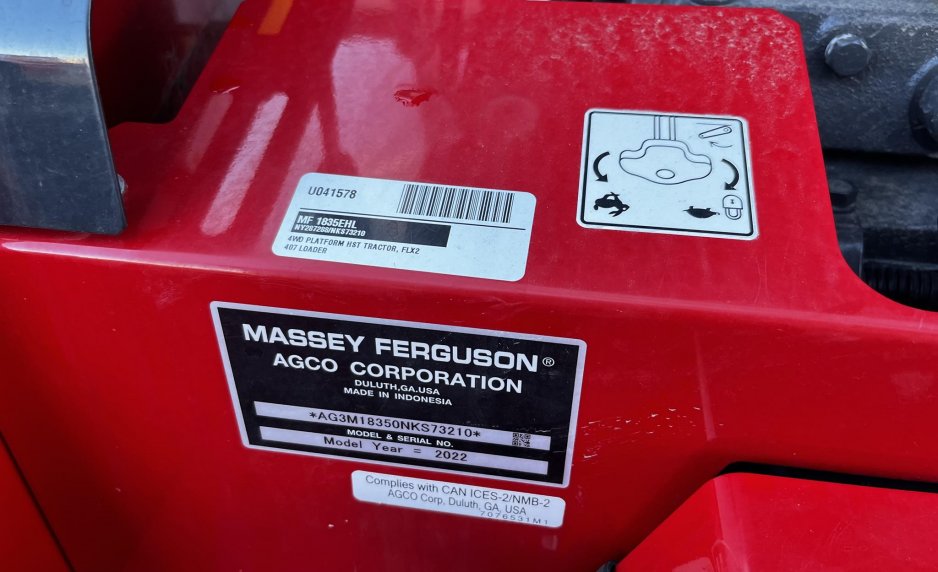 U041578
MF 1835EHL
NY287260/NKS73210
4WD PLATFORM HST TRACTOR, FLX2
407 LOADER
MASSEY FERGUSON®
AGCO CORPORATION
DULUTH,GA.USA
MADE IN INDONESIA
*AG3M18350NKS73210*
MODEL & SERIAL NO.
Model Year = 2022
Complies with CAN ICES-2/NMB-2
AGCO Corp. Duluth, GA, USA
7076531M1